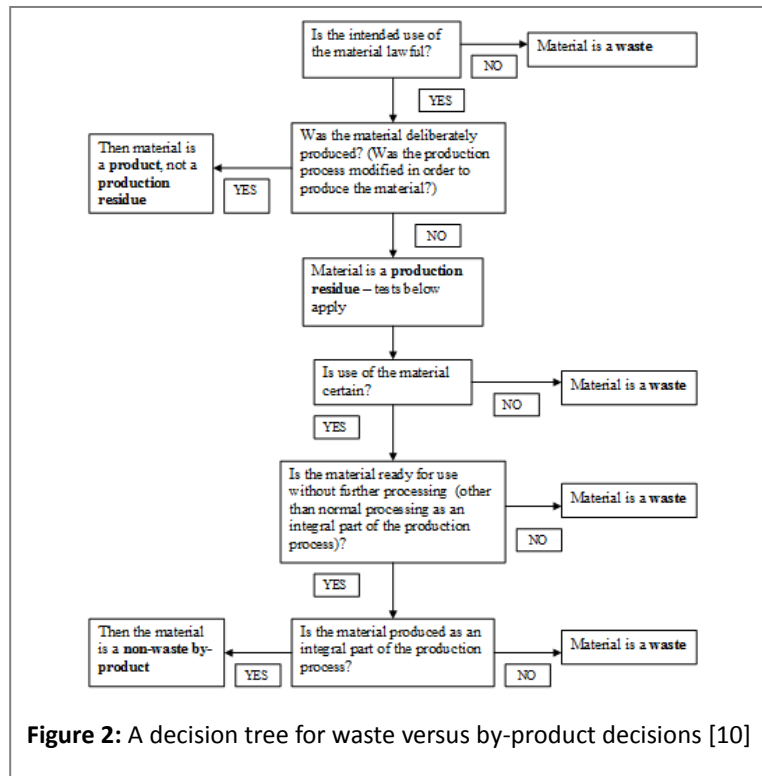 Is the intended use of
the material lawful?
NO
Material is a waste
YES
Was the material deliberately
produced? (Was the production
process modified in order to
produce the material?)
Then material is
a product, not a
production
residue
YES
NO
Material is a production
residue – tests below
apply
Is use of the material
certain?
NO
Material is a waste
YES
Is the material ready for use
without further processing (other
than normal processing as an
integral part of the production
process)?
Material is a waste
NO
YES
Then the material
is a non-waste by-
product
YES
Is the material produced as an
integral part of the production
process?
NO
Material is a waste
Figure 2: A decision tree for waste versus by-product decisions [10]